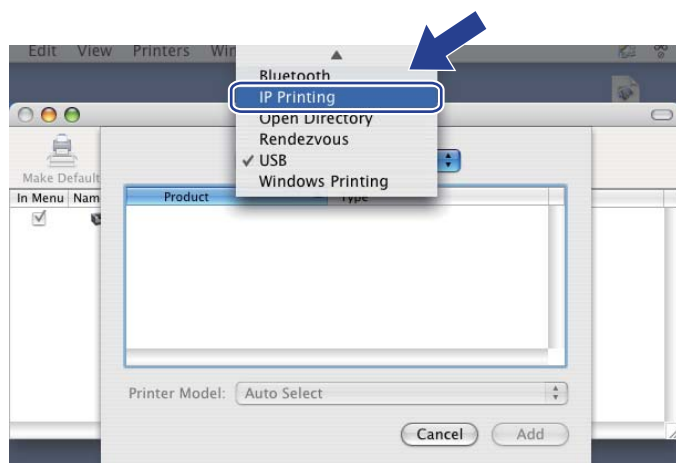 Edit View Printers
Bluetooth
IP Printing
Open Directory
Rendezvous
✓ USB
Windows Printing
Make Default
In Menu
Product
Type
Printer Model: Auto Select
Cancel Add